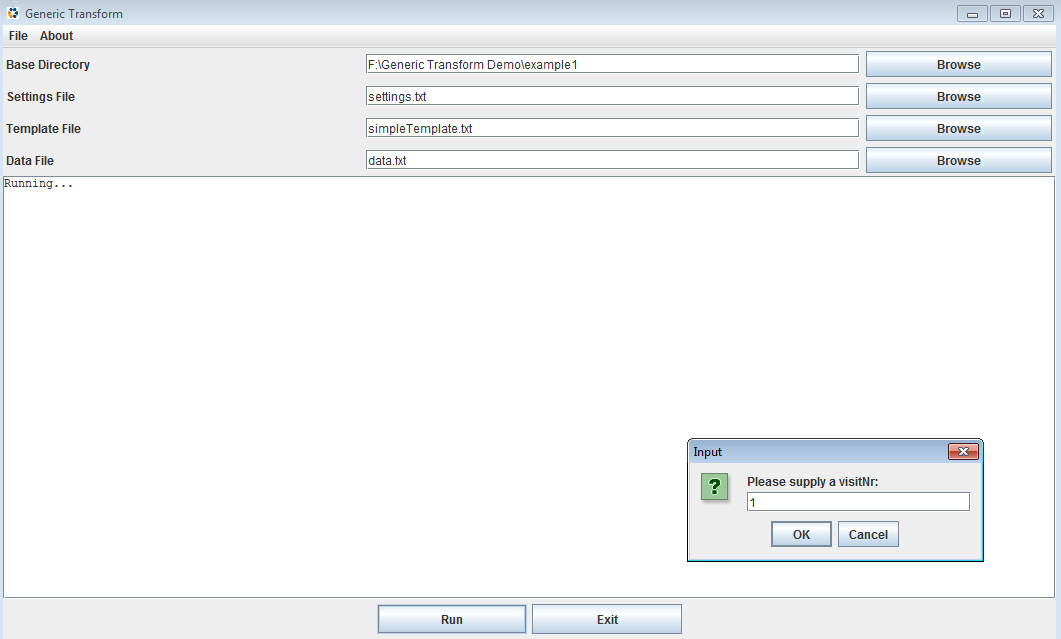 Generic Transform
File About
Base Directory F:\Generic Transform Demo\example1 Browse
Settings File settings.txt Browse
Template File simpleTemplate.txt Browse
Data File data.txt Browse
Running...
Input
? Please supply a visitNr:
1
OK Cancel
Run Exit